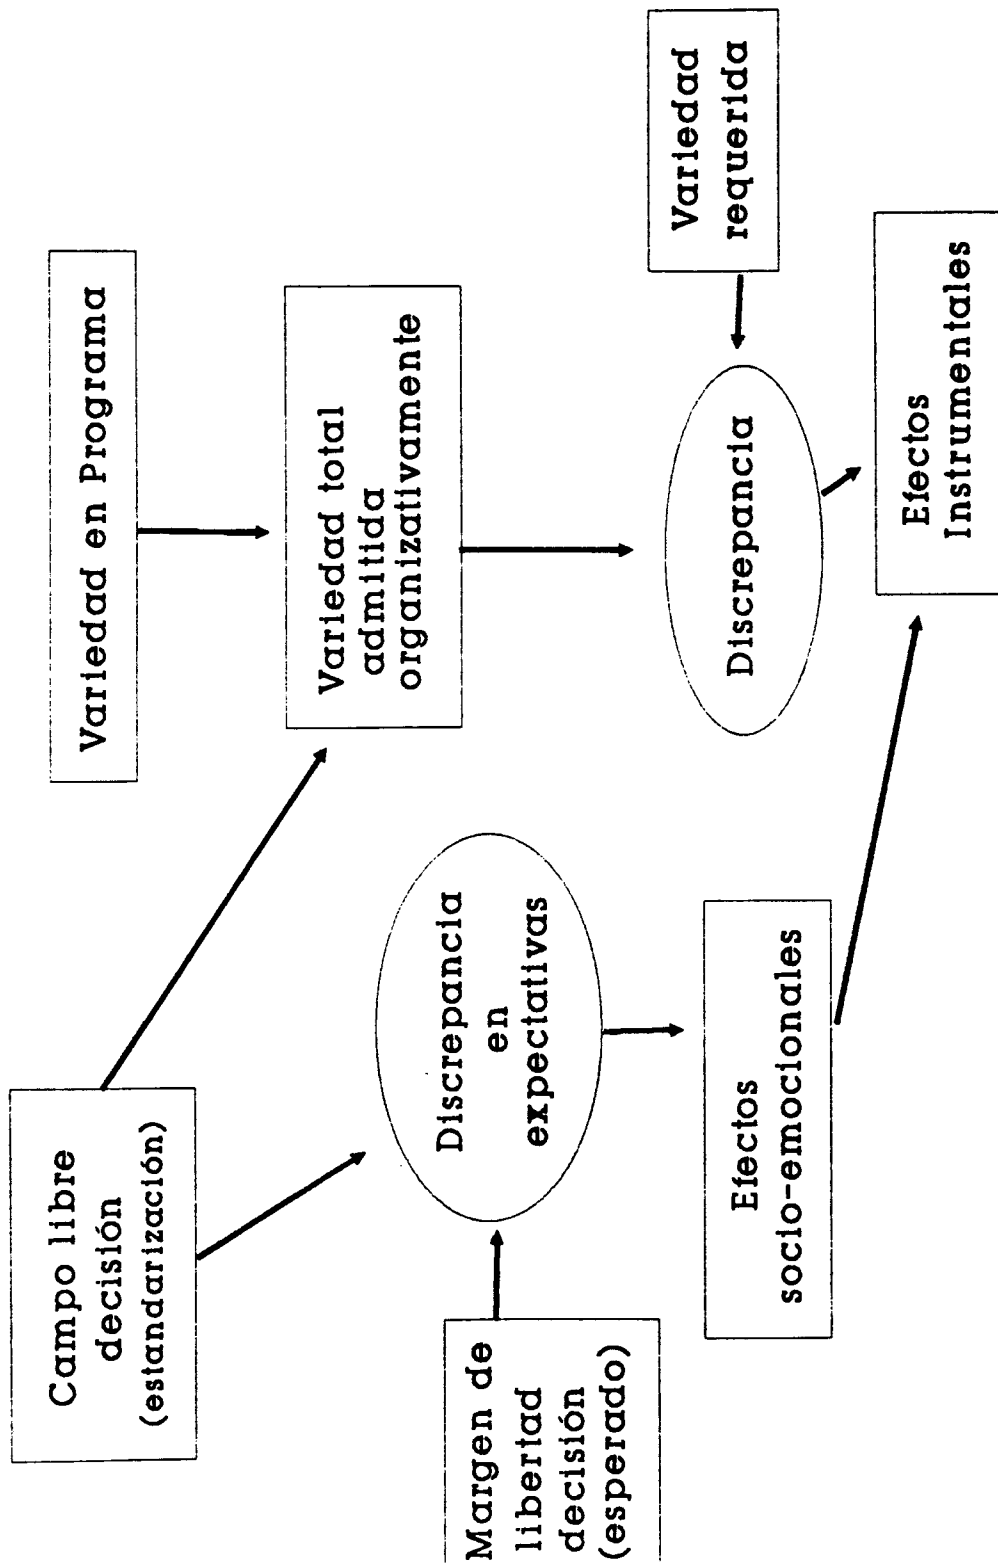 Campo libre
decisión
(estandarización)
Variedad en Programa
Variedad total
admitida
organizativamente
Margen de
libertad
decisión
(esperado)
Discrepancia
en
expectativas
Discrepancia
Variedad
requerida
Efectos
socio-emocionales
Efectos
Instrumentales